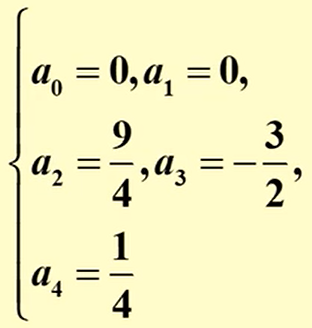 a₀ = 0, a₁ = 0,
a₂ = 9/4, a₃ = -3/2,
a₄ = 1/4